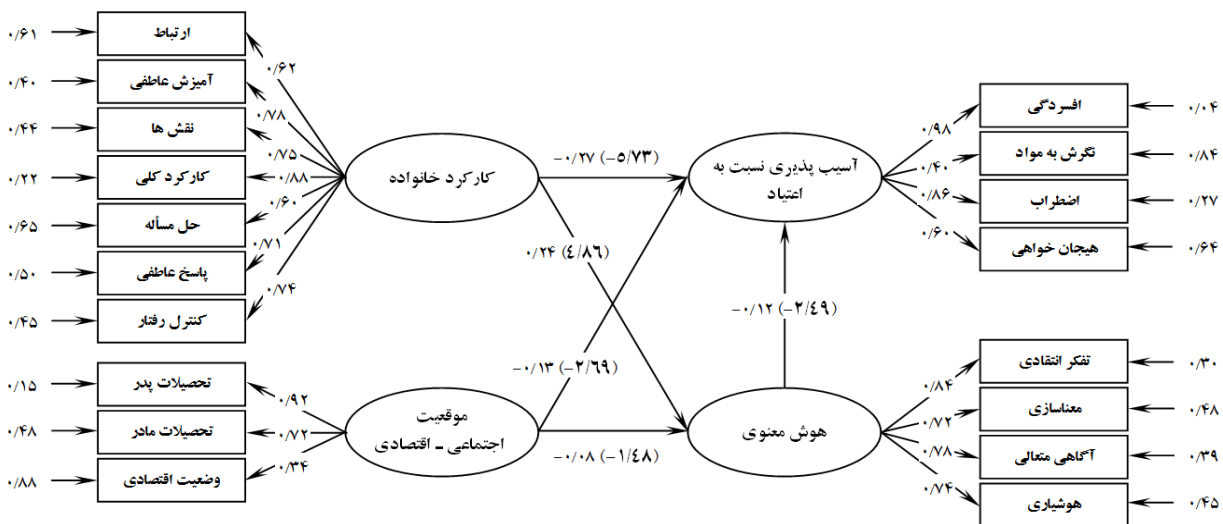 ۰/۶۱
ارتباط
۰/۶۲
۰/۴۰
آمیزش عاطفی
۰/۷۸
۰/۴۴
نقش ها
۰/۷۵
۰/۲۲
کارکرد کلی
۰/۸۸
۰/۶۵
حل مسأله
۰/۶۰
۰/۵۰
پاسخ عاطفی
۰/۷۱
۰/۴۵
کنترل رفتار
۰/۷۴
کارکرد خانواده
-۰/۲۷ (-۵/۷۳)
۰/۲۴ (٤/٨٦)
آسیب پذیری نسبت به
اعتیاد
۰/۹۸
افسردگی
۰/۰۴
۰/۴۰
نگرش به مواد
۰/۸۴
۰/۸۶
اضطراب
۰/۲۷
۰/۶۰
هیجان خواهی
۰/۶۴
-۰/۱۲ (-۲/٤۹)
-۰/۱۳ (-۲/٦۹)
۰/۱۵
تحصیلات پدر
۰/۹۲
۰/۴۸
تحصیلات مادر
۰/۷۲
۰/۸۸
وضعیت اقتصادی
۰/۳۴
موقعیت
اجتماعی ـ اقتصادی
-۰/۰۸ (-۱/٤۸)
هوش معنوی
۰/۸۴
تفکر انتقادی
۰/۳۰
۰/۷۲
معناسازی
۰/۴۸
۰/۷۸
آگاهی متعالی
۰/۳۹
۰/۷۴
هوشیاری
۰/۴۵